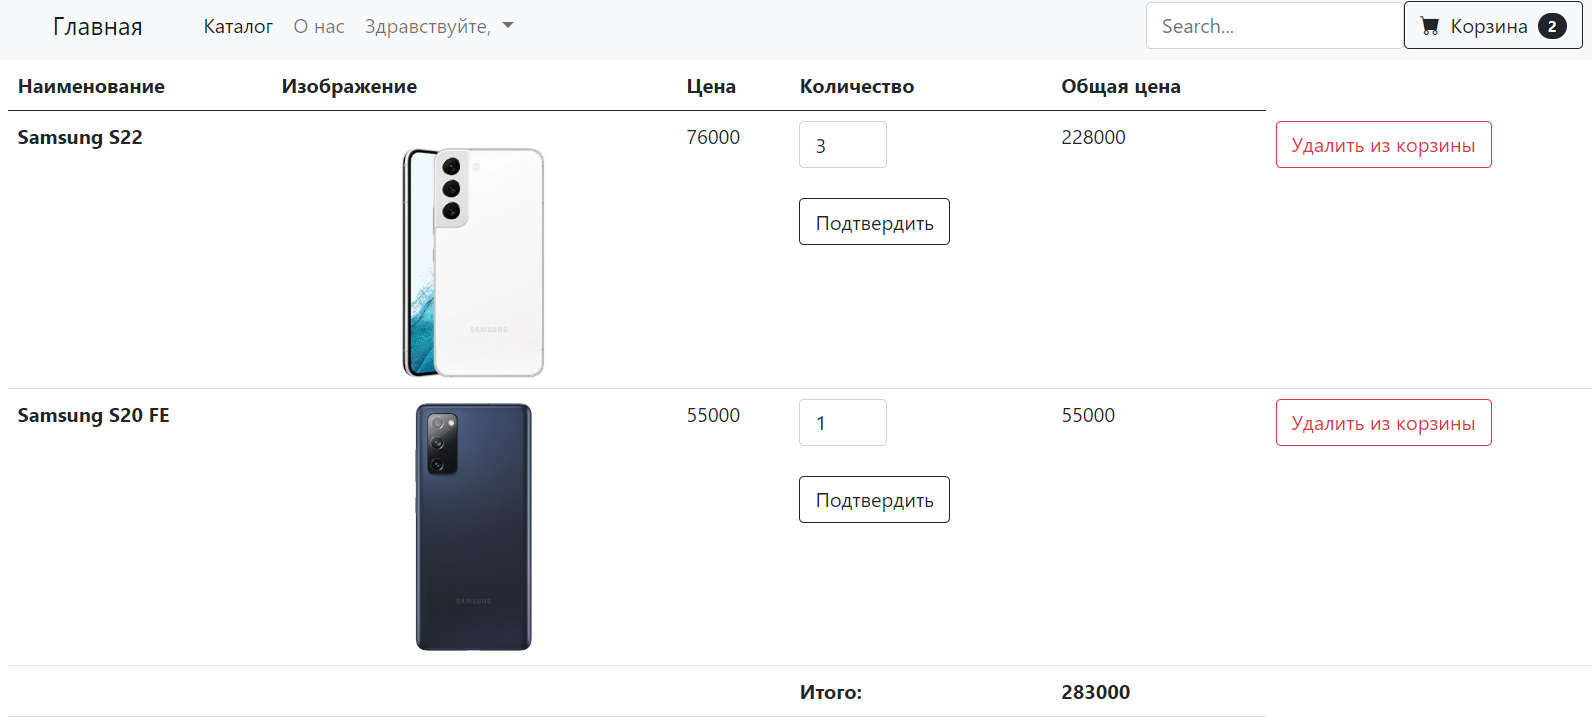 Главная Каталог О нас Здравствуйте, Search... Корзина 2
Наименование Изображение Цена Количество Общая цена
Samsung S22 76000 3 228000 Удалить из корзины
Подтвердить
SAMSUNG
Samsung S20 FE 55000 1 55000 Удалить из корзины
Подтвердить
SAMSUNG
Итого: 283000